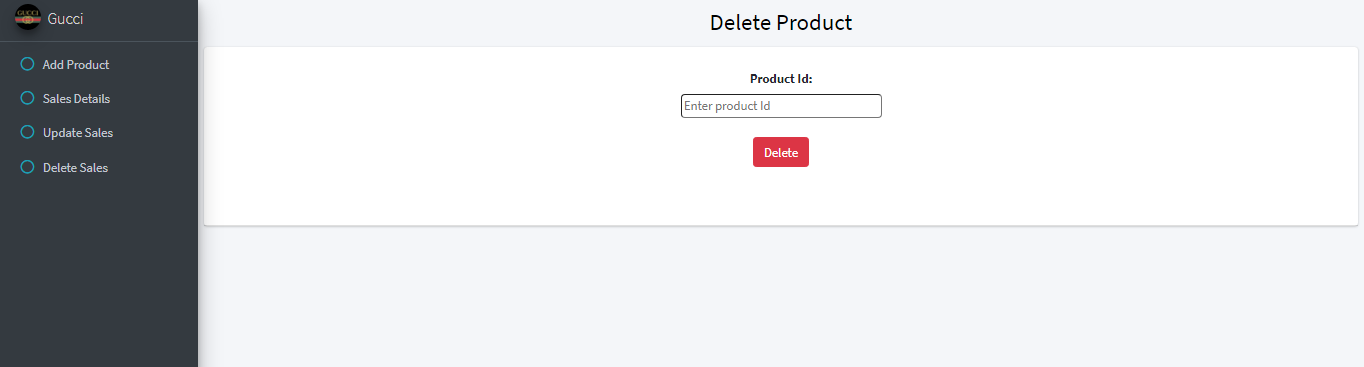 GUCCI
Gucci
Add Product
Sales Details
Update Sales
Delete Sales
Delete Product
Product Id:
Enter product Id
Delete